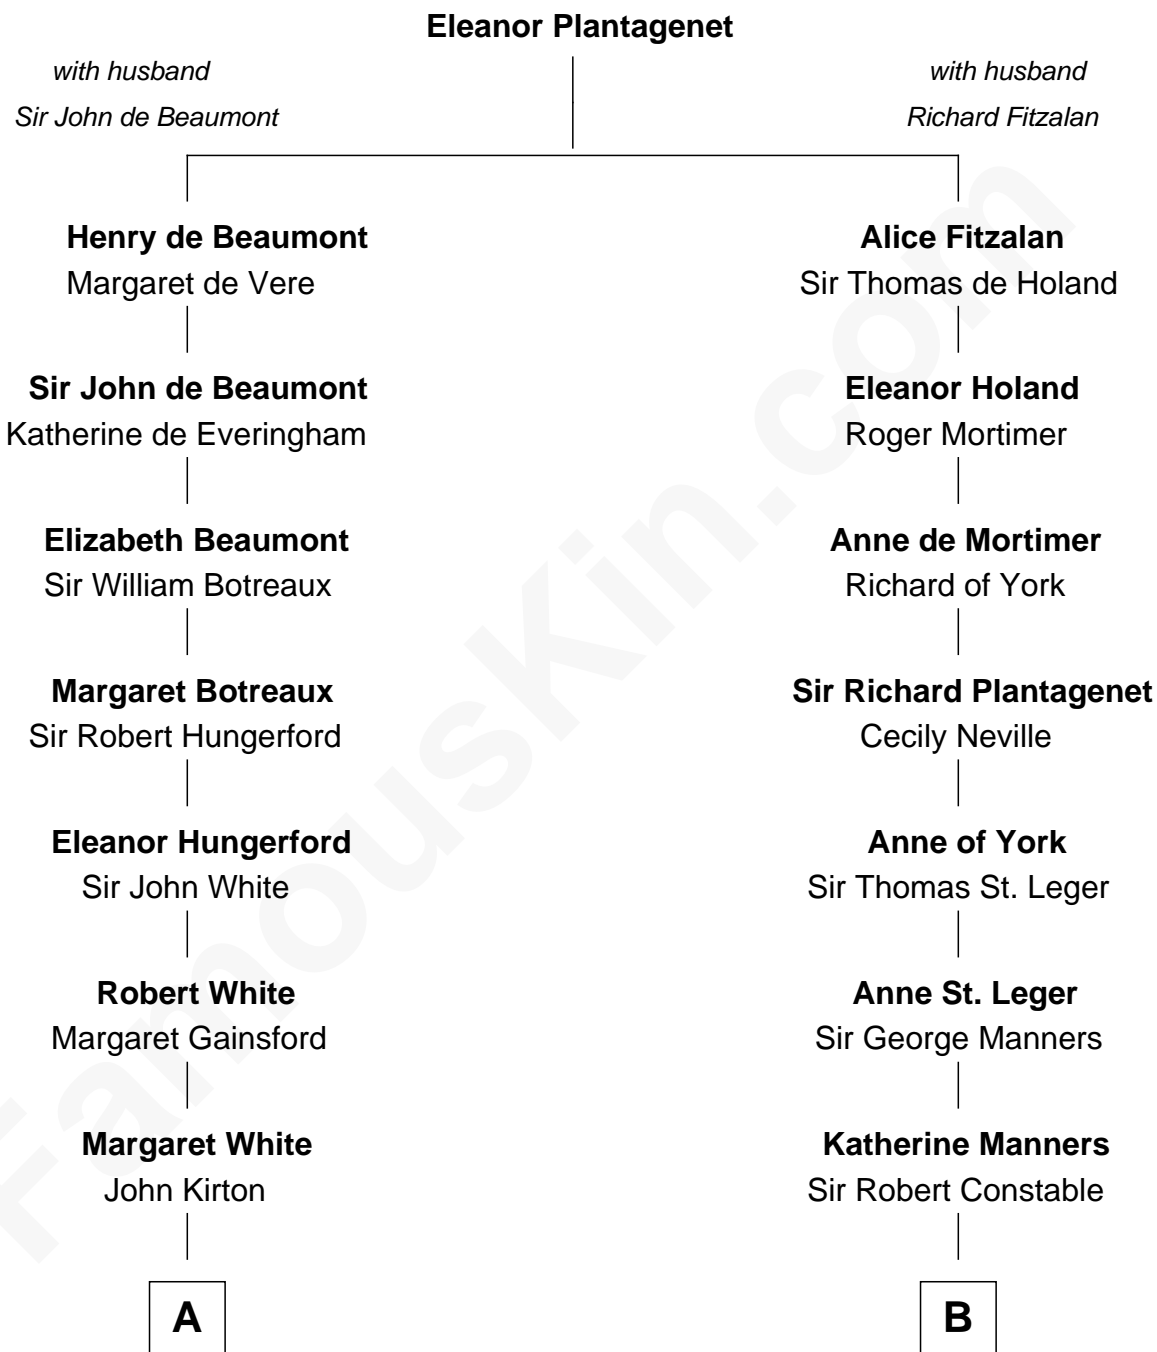 Eleanor Plantagenet
with husband
Sir John de Beaumont
with husband
Richard Fitzalan
Henry de Beaumont
Margaret de Vere
Alice Fitzalan
Sir Thomas de Holand
Sir John de Beaumont
Katherine de Everingham
Eleanor Holand
Roger Mortimer
Elizabeth Beaumont
Sir William Botreaux
Anne de Mortimer
Richard of York
Margaret Botreaux
Sir Robert Hungerford
Sir Richard Plantagenet
Cecily Neville
Eleanor Hungerford
Sir John White
Anne of York
Sir Thomas St. Leger
Robert White
Margaret Gainsford
Anne St. Leger
Sir George Manners
Margaret White
John Kirton
Katherine Manners
Sir Robert Constable
A
B
FamousKin.com